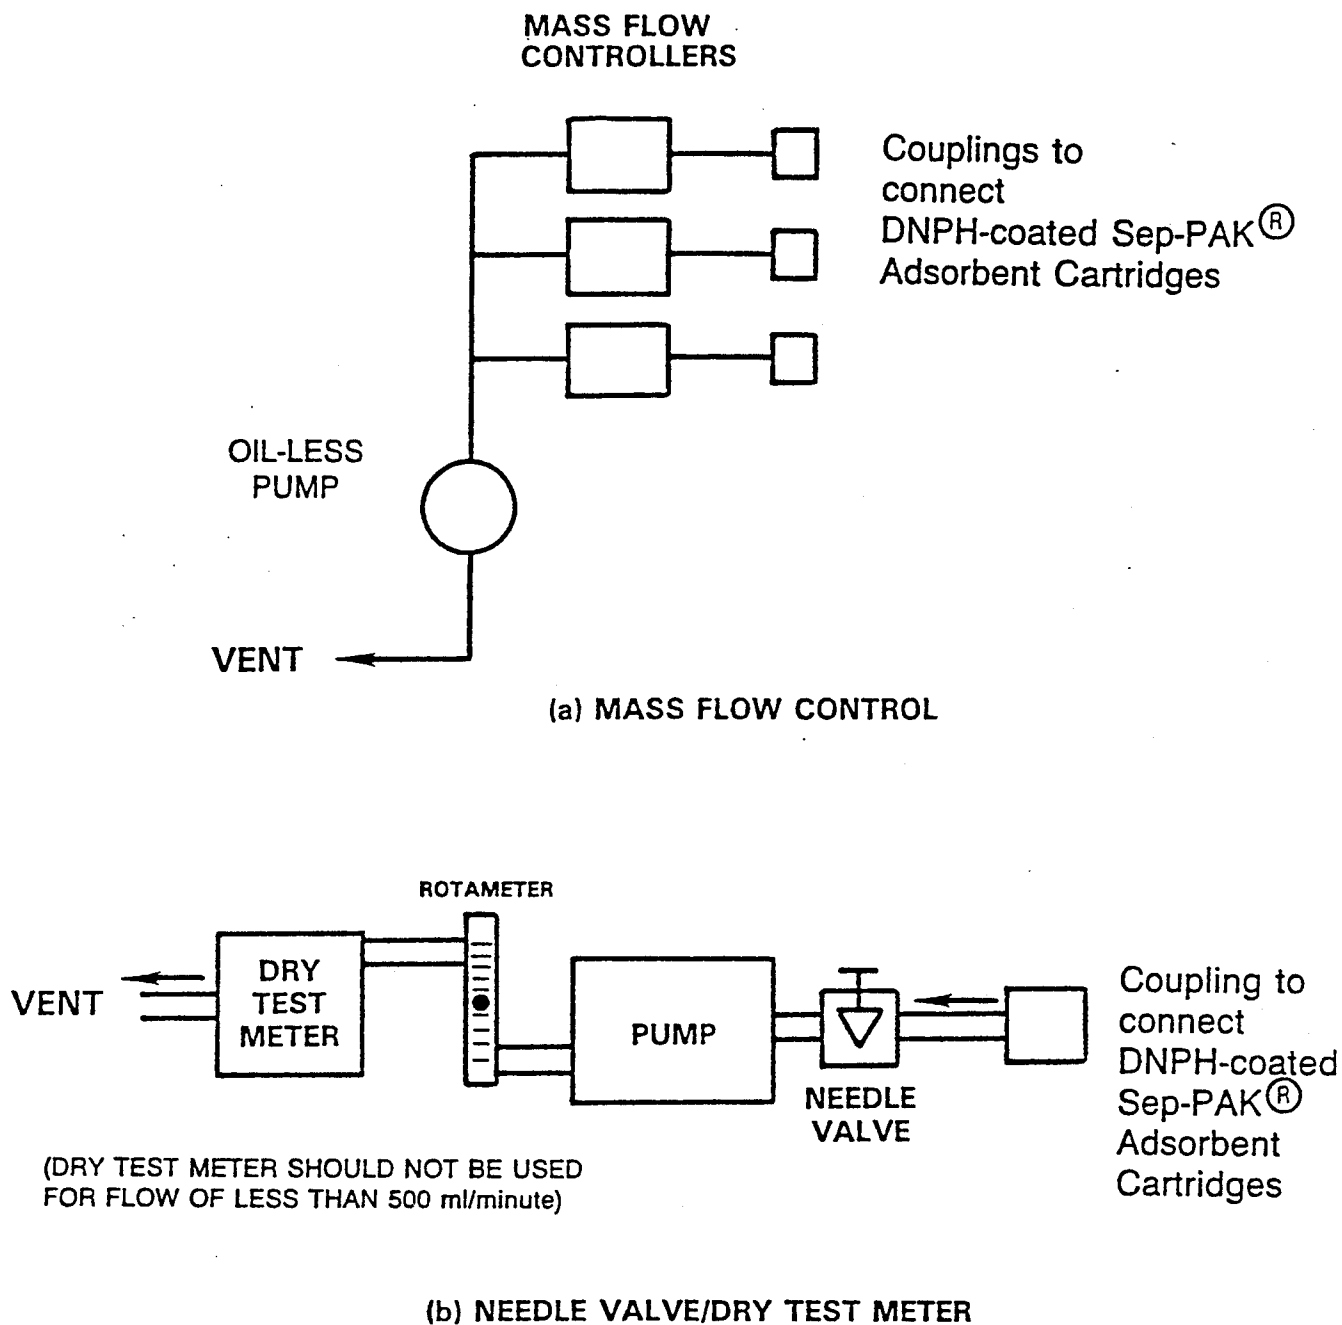 MASS FLOW
CONTROLLERS
Couplings to
connect
DNPH-coated Sep-PAK®
Adsorbent Cartridges
OIL-LESS
PUMP
VENT
(a) MASS FLOW CONTROL
ROTAMETER
DRY
TEST
METER
VENT
PUMP
NEEDLE
VALVE
Coupling to
connect
DNPH-coated
Sep-PAK®
Adsorbent
Cartridges
(DRY TEST METER SHOULD NOT BE USED
FOR FLOW OF LESS THAN 500 ml/minute)
(b) NEEDLE VALVE/DRY TEST METER